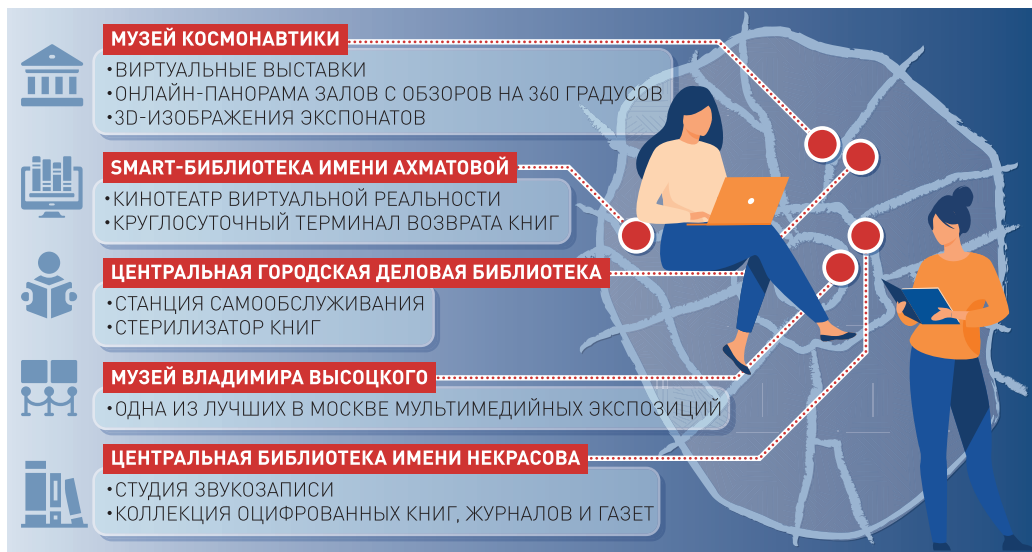 МУЗЕЙ КОСМОНАВТИКИ
•ВИРТУАЛЬНЫЕ ВЫСТАВКИ
•ОНЛАЙН-ПАНОРАМА ЗАЛОВ С ОБЗОРОВ НА 360 ГРАДУСОВ
•3D-ИЗОБРАЖЕНИЯ ЭКСПОНАТОВ
SMART-БИБЛИОТЕКА ИМЕНИ АХМАТОВОЙ
•КИНОТЕАТР ВИРТУАЛЬНОЙ РЕАЛЬНОСТИ
•КРУГЛОСУТОЧНЫЙ ТЕРМИНАЛ ВОЗВРАТА КНИГ
ЦЕНТРАЛЬНАЯ ГОРОДСКАЯ ДЕЛОВАЯ БИБЛИОТЕКА
•СТАНЦИЯ САМООБСЛУЖИВАНИЯ
•СТЕРИЛИЗАТОР КНИГ
МУЗЕЙ ВЛАДИМИРА ВЫСОЦКОГО
•ОДНА ИЗ ЛУЧШИХ В МОСКВЕ МУЛЬТИМЕДИЙНЫХ ЭКСПОЗИЦИЙ
ЦЕНТРАЛЬНАЯ БИБЛИОТЕКА ИМЕНИ НЕКРАСОВА
•СТУДИЯ ЗВУКОЗАПИСИ
•КОЛЛЕКЦИЯ ОЦИФРОВАННЫХ КНИГ, ЖУРНАЛОВ И ГАЗЕТ